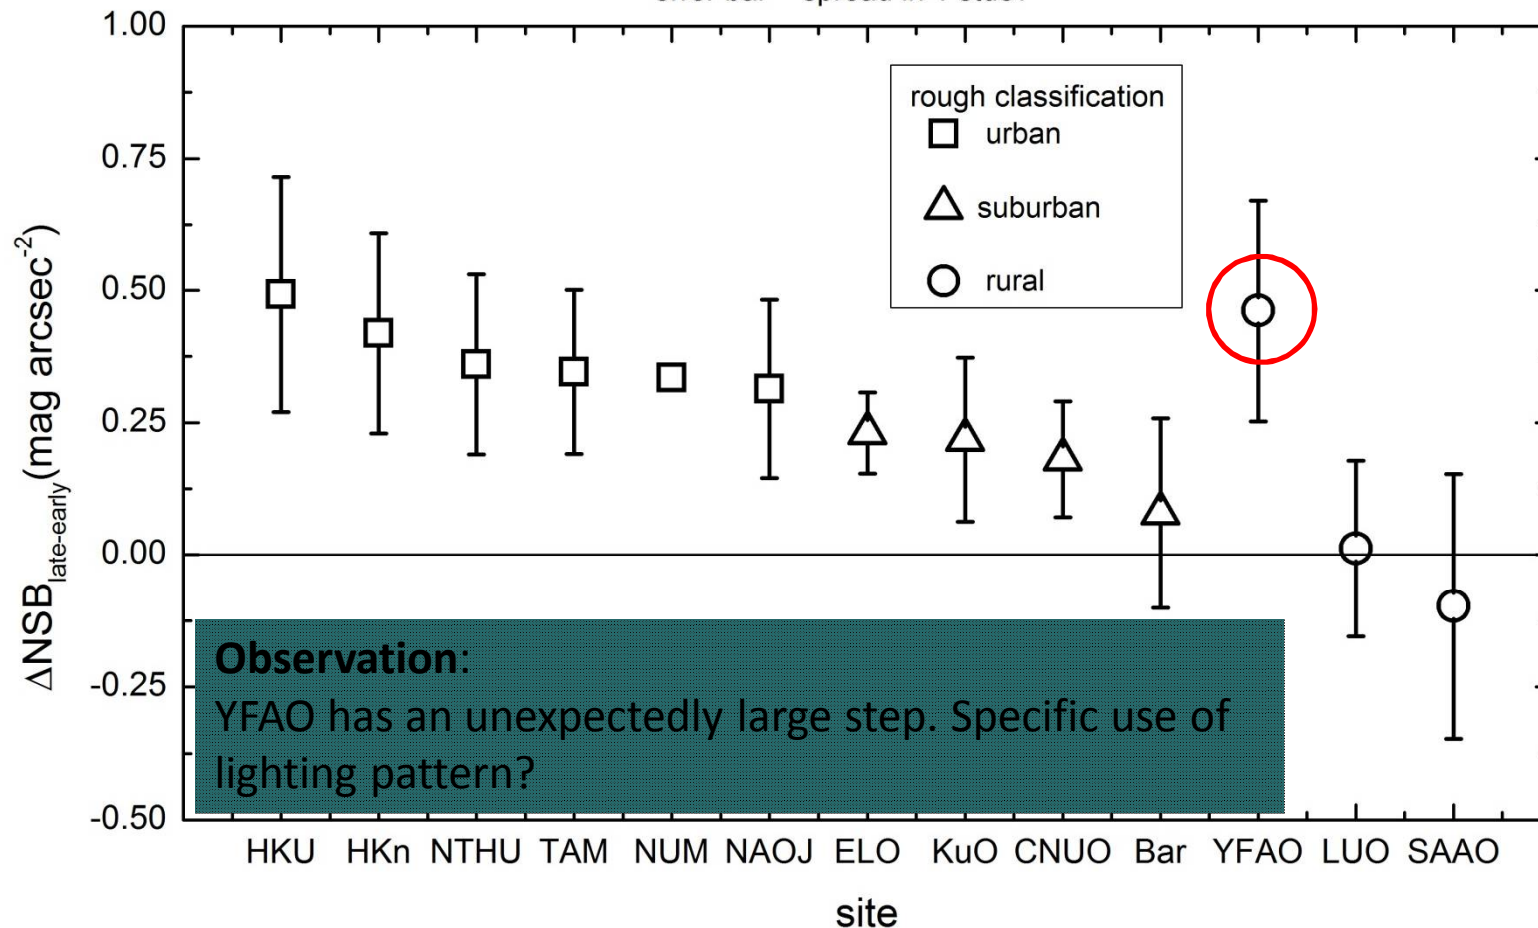 1.00
rough classification
urban
suburban
rural
0.75
0.50
0.25
0.00
-0.25
-0.50
ΔNSB_late-early (mag arcsec⁻²)
Observation:
YFAO has an unexpectedly large step. Specific use of
lighting pattern?
HKU HKn NTHU TAM NUM NAOJ ELO KuO CNUO Bar YFAO LUO SAAO
site